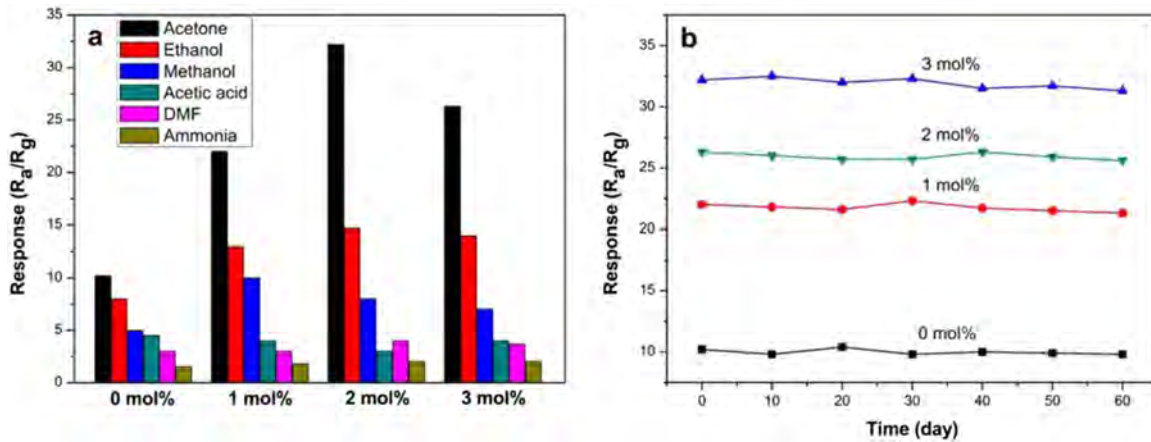 a
Acetone
Ethanol
Methanol
Acetic acid
DMF
Ammonia
Response (Ra/Rg)
35
30
25
20
15
10
5
0
0 mol%
1 mol%
2 mol%
3 mol%
b
Response (Ra/Rg)
35
30
25
20
15
10
3 mol%
2 mol%
1 mol%
0 mol%
0
10
20
30
40
50
60
Time (day)